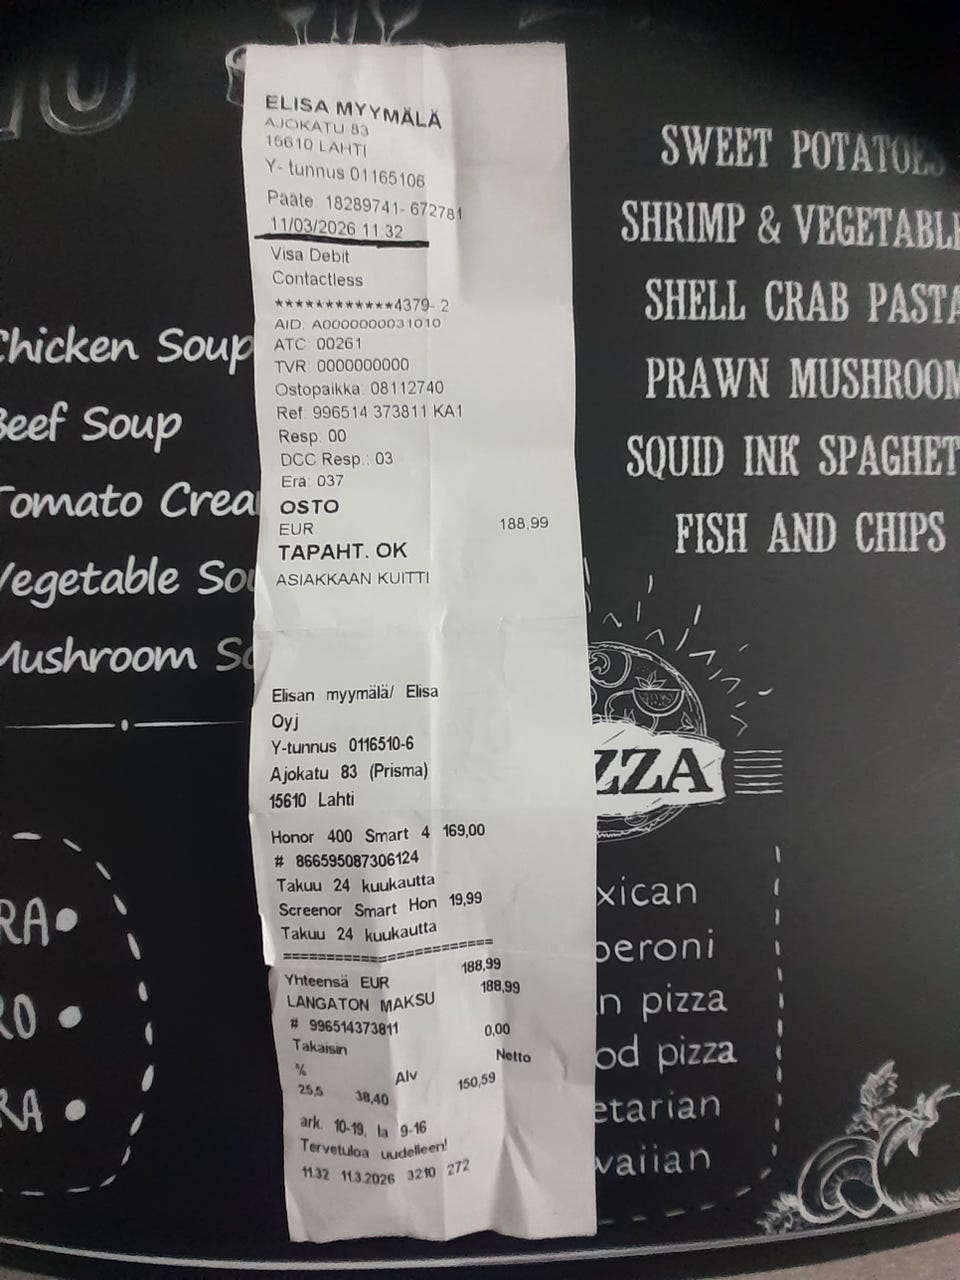 ELISA MYYMÄLÄ
AJOKATU 83
15610 LAHTI
Y- tunnus 01165106
Pääte 18289741- 672781
11/03/2026 11:32
Visa Debit
Contactless
************4379- 2
AID: A0000000031010
ATC: 00261
TVR: 0000000000
Ostopaikka: 08112740
Ref: 996514 373811 KA1
Resp: 00
DCC Resp.: 03
Erä: 037
OSTO
EUR 188,99
TAPAHT. OK
ASIAKKAAN KUITTI
Elisan myymälä/ Elisa
Oyj
Y-tunnus 0116510-6
Ajokatu 83 (Prisma)
15610 Lahti
Honor 400 Smart 4 169,00
# 866595087306124
Takuu 24 kuukautta
Screenor Smart Hon 19,99
Takuu 24 kuukautta
==========================
Yhteensä EUR 188,99
LANGATON MAKSU 188,99
# 996514373811
Takaisin 0,00
% Alv Netto
25,5 38,40 150,59
ark. 10-19, la 9-16
Tervetuloa uudelleen!
11.32 11.3.2026 3210 272
Chicken Soup
Beef Soup
Tomato Crea
Vegetable Sou
Mushroom So
RA
RO
RA
SWEET POTATOES
SHRIMP & VEGETABLE
SHELL CRAB PASTA
PRAWN MUSHROOM
SQUID INK SPAGHET
FISH AND CHIPS
ZZA
xican
peroni
n pizza
od pizza
etarian
waiian